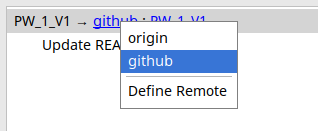 PW_1_V1 → github : PW_1_V1
Update REA
origin
github
Define Remote